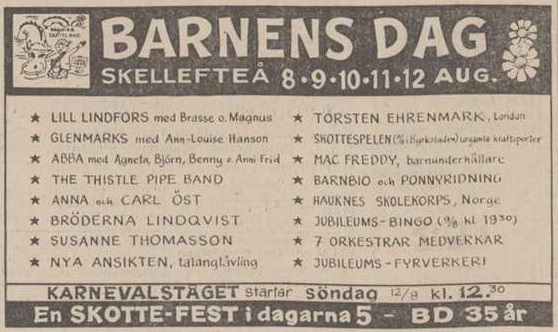 BARNENS DAG
SKELLEFTEÅ 8·9·10·11·12 AUG.
★ LILL LINDFORS med Brasse o. Magnus
★ GLENMARKS med Ann-Louise Hanson
★ ABBA med Agneta, Björn, Benny o. Anni-Frid
★ THE THISTLE PIPE BAND
★ ANNA och CARL ÖST
★ BRÖDERNA LINDQVIST
★ SUSANNE THOMASSON
★ NYA ANSIKTEN, talangtävling
★ TORSTEN EHRENMARK, London
★ SKOTTESPELEN (9/8 i Kyrkstaden) urgamla kraftsporter
★ MAC FREDDY, barnunderhållare
★ BARNBIO och PONNYRIDNING
★ HAUKNES SKOLEKORPS, Norge
★ JUBILEUMS-BINGO (9/8 kl 1930)
★ 7 ORKESTRAR MEDVERKAR
★ JUBILEUMS-FYRVERKERI
KARNEVALSTÅGET startar söndag 12/8 kl. 12.30
En SKOTTE-FEST i dagarna 5 - BD 35 år